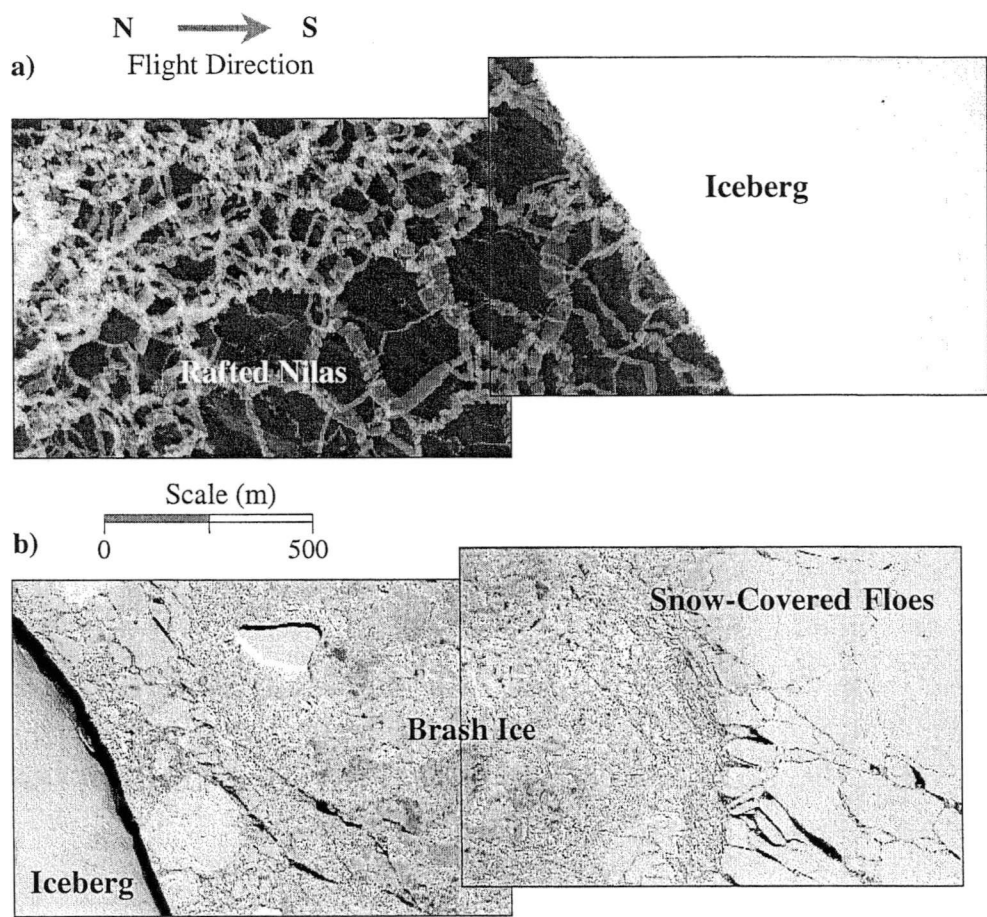 N S
Flight Direction
a)
Iceberg
Rafted Nilas
Scale (m)
0 500
b)
Snow-Covered Floes
Brash Ice
Iceberg